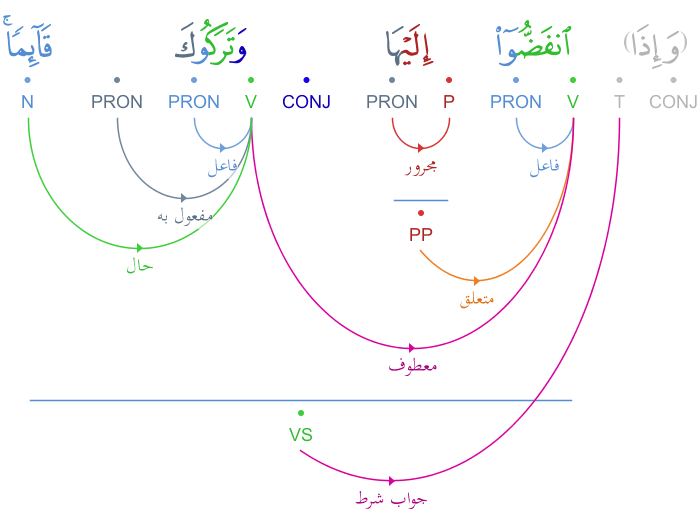 (وَإِذَا) ٱنفَضُّوٓا۟ إِلَيْهَا وَتَرَكُوكَ قَآئِمًا ۚ
CONJ T V PRON P PRON CONJ V PRON PRON N
فاعل مجرور فاعل
مفعول به
PP
حال
متعلق
معطوف
VS
جواب شرط